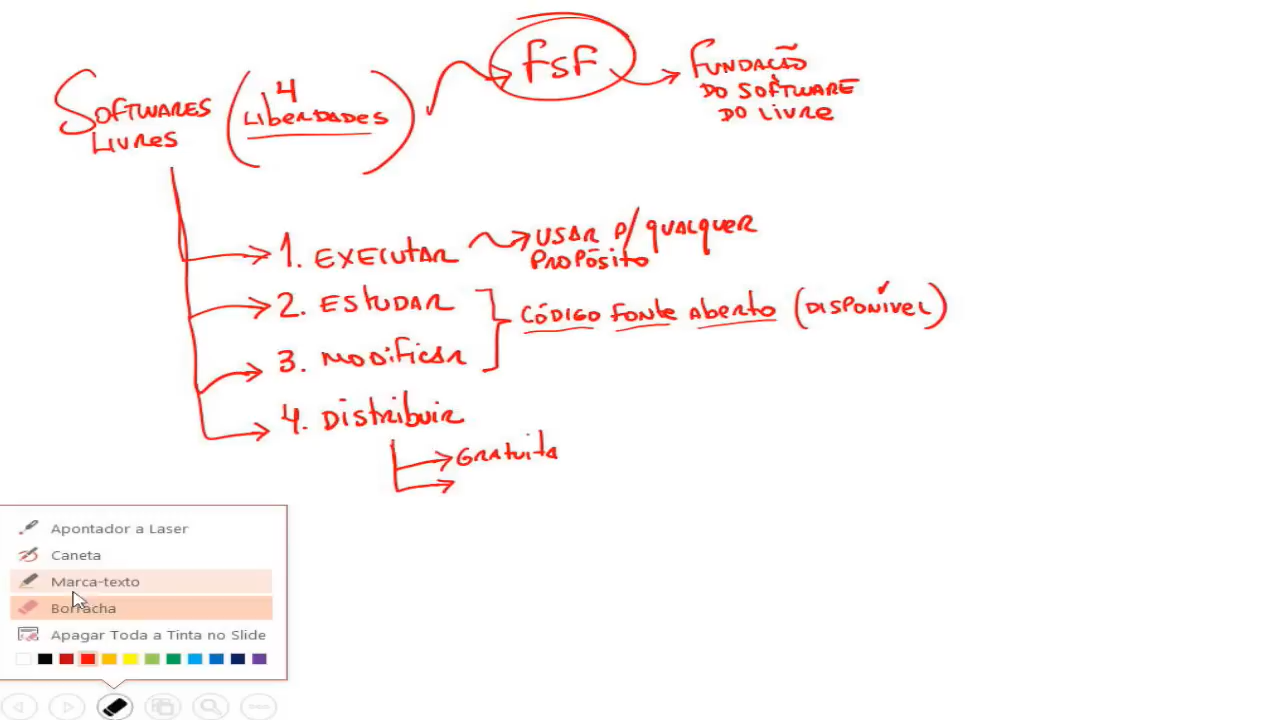 FSF
FUNDAÇÃO
DO SOFTWARE
DO LIVRE
SOFTWARES
LIVRES
(4
LIBERDADES)
1. EXECUTAR
USAR P/ QUALQUER
PROPÓSITO
2. ESTUDAR
CÓDIGO FONTE ABERTO (DISPONÍVEL)
3. MODIFICAR
4. DISTRIBUIR
GRATUITA
Apontador a Laser
Caneta
Marca-texto
Borracha
Apagar Toda a Tinta no Slide